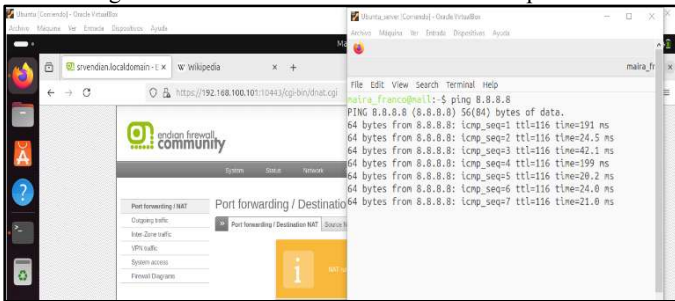 Ubuntu [Corriendo] - Oracle VirtualBox
Archivo Máquina Ver Entrada Dispositivos Ayuda
srvendian.localdomain - E × W Wikipedia × +
https://192.168.100.101:10443/cgi-bin/dnat.cgi
endian firewall
community
System Status Network
Port forwarding / NAT
Outgoing traffic
Inter-Zone traffic
VPN traffic
System access
Firewall Diagrams
Port forwarding / Destinatio
Port forwarding / Destination NAT Source N
Ubuntu_server [Corriendo] - Oracle VirtualBox
Archivo Máquina Ver Entrada Dispositivos Ayuda
maira_fr
File Edit View Search Terminal Help
maira_franco@mail:~$ ping 8.8.8.8
PING 8.8.8.8 (8.8.8.8) 56(84) bytes of data.
64 bytes from 8.8.8.8: icmp_seq=1 ttl=116 time=191 ms
64 bytes from 8.8.8.8: icmp_seq=2 ttl=116 time=24.5 ms
64 bytes from 8.8.8.8: icmp_seq=3 ttl=116 time=42.1 ms
64 bytes from 8.8.8.8: icmp_seq=4 ttl=116 time=199 ms
64 bytes from 8.8.8.8: icmp_seq=5 ttl=116 time=20.2 ms
64 bytes from 8.8.8.8: icmp_seq=6 ttl=116 time=24.0 ms
64 bytes from 8.8.8.8: icmp_seq=7 ttl=116 time=21.0 ms